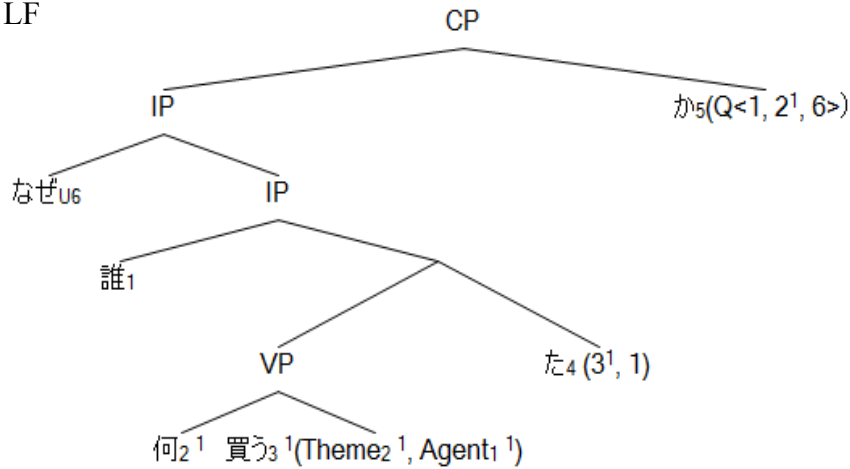 LF
CP
IP
か₅(Q<1, 2¹, 6>)
なぜU6
IP
誰₁
VP
た₄ (3¹, 1)
何₂ ¹ 買う₃ ¹(Theme₂ ¹, Agent₁ ¹)